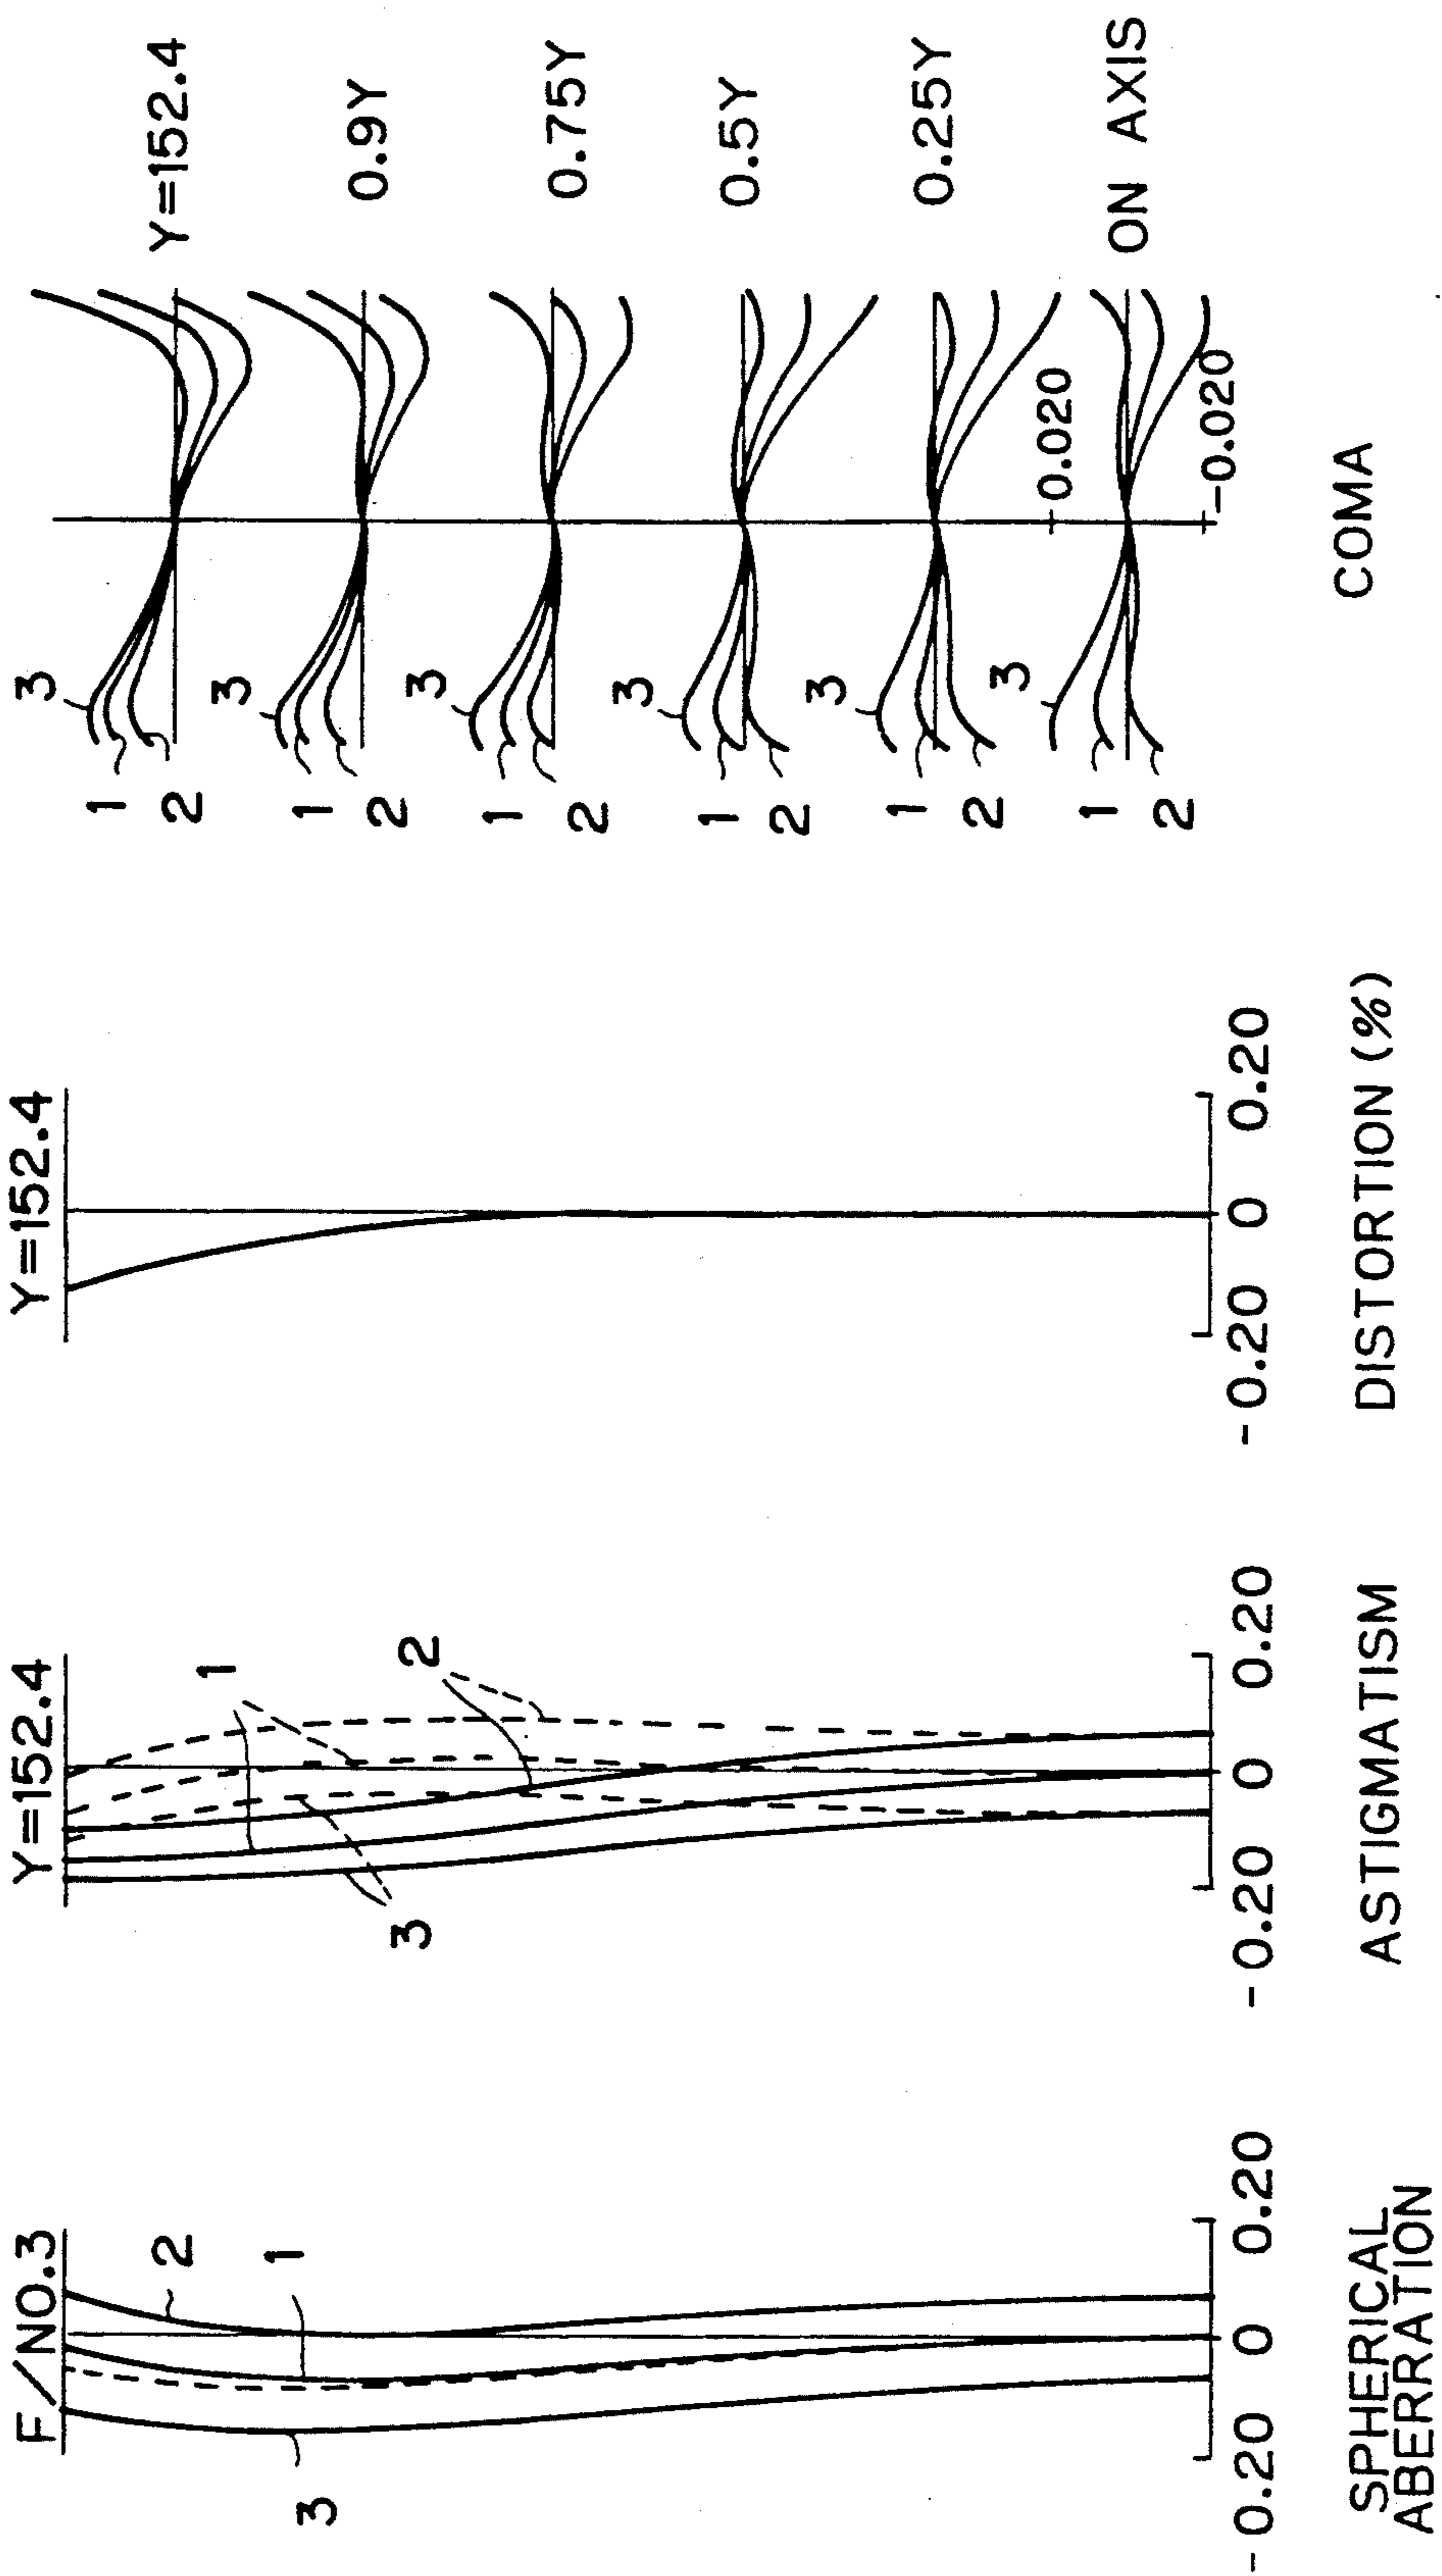 F/NO.3
2
1
3
-0.20 0 0.20
SPHERICAL
ABERRATION
Y=152.4
1
2
3
-0.20 0 0.20
ASTIGMATISM
Y=152.4
-0.20 0 0.20
DISTORTION (%)
3
1
2
Y=152.4
3
1
2
0.9Y
3
1
2
0.75Y
3
1
2
0.5Y
3
1
2
0.25Y
0.020
3
1
2
ON AXIS
-0.020
COMA